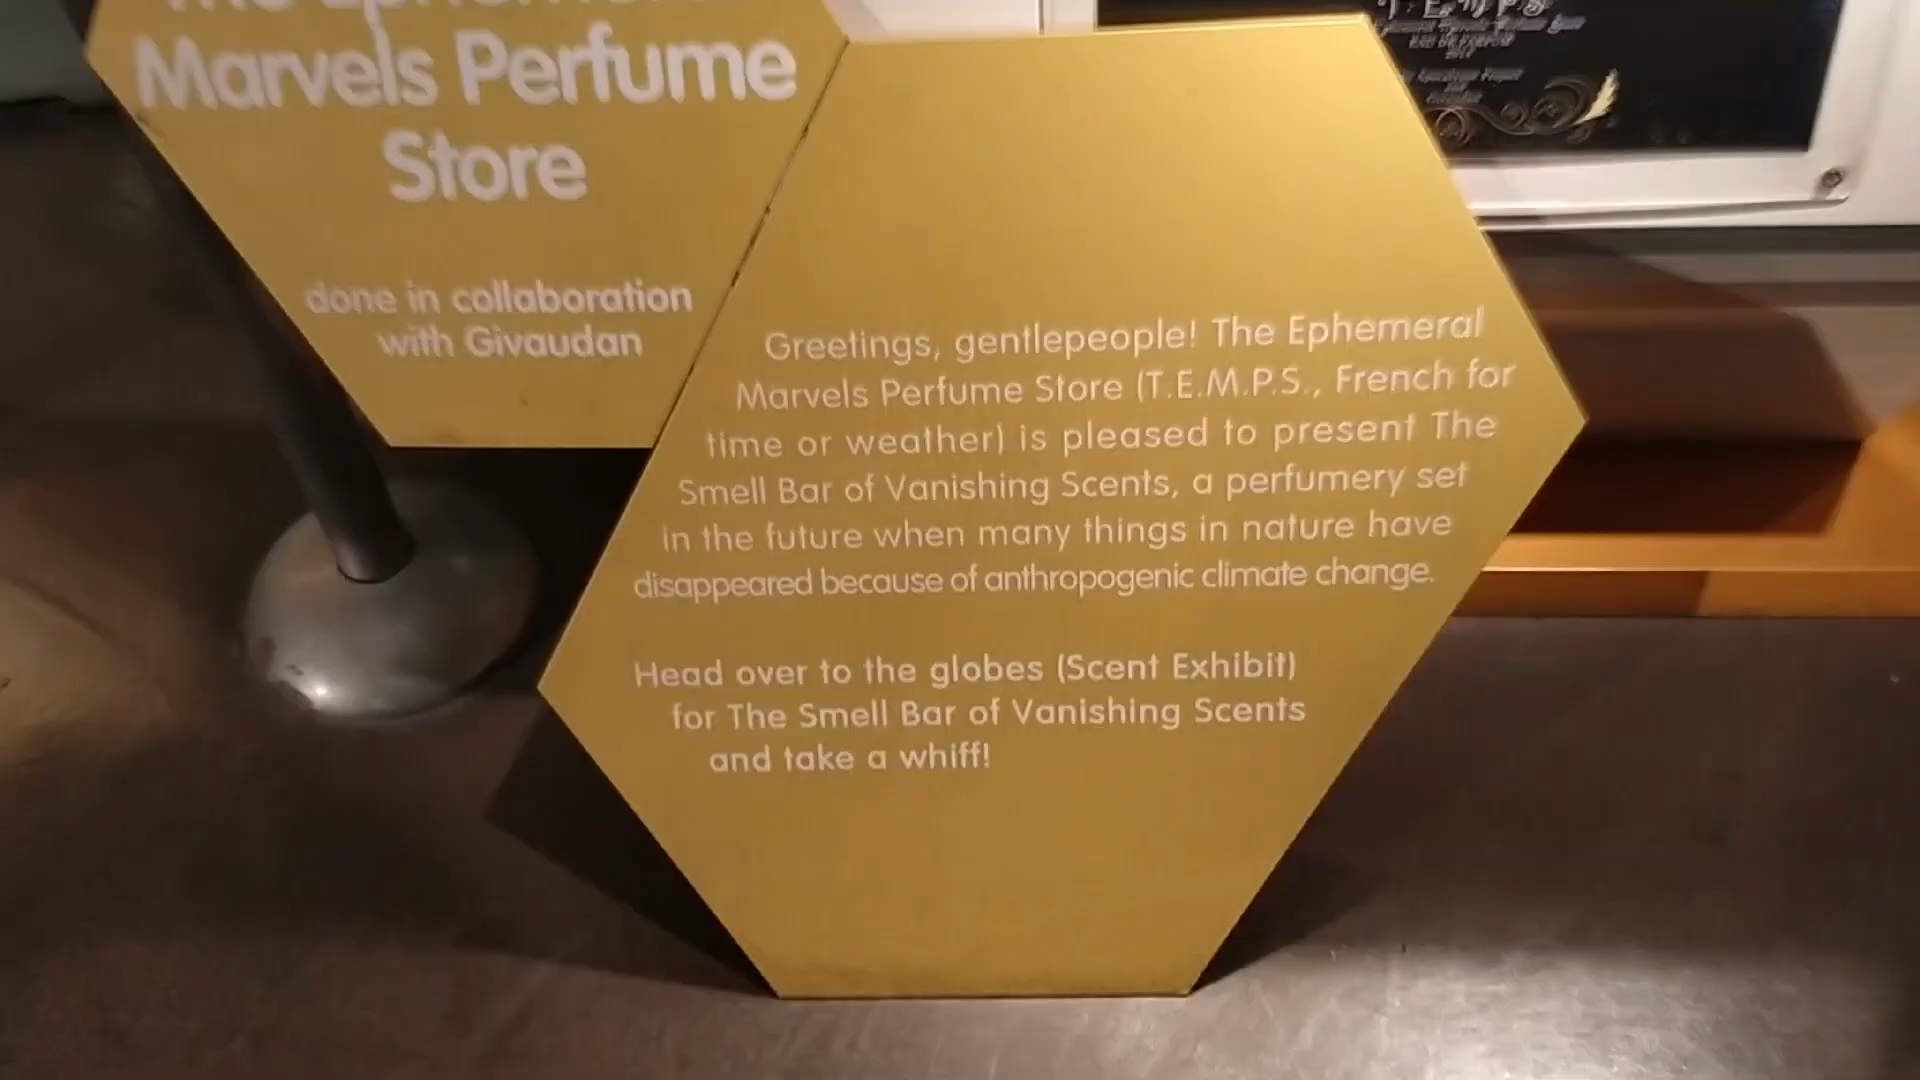 The Ephemeral
Marvels Perfume
Store
done in collaboration
with Givaudan
Greetings, gentlepeople! The Ephemeral
Marvels Perfume Store (T.E.M.P.S., French for
time or weather) is pleased to present The
Smell Bar of Vanishing Scents, a perfumery set
in the future when many things in nature have
disappeared because of anthropogenic climate change.
Head over to the globes (Scent Exhibit)
for The Smell Bar of Vanishing Scents
and take a whiff!